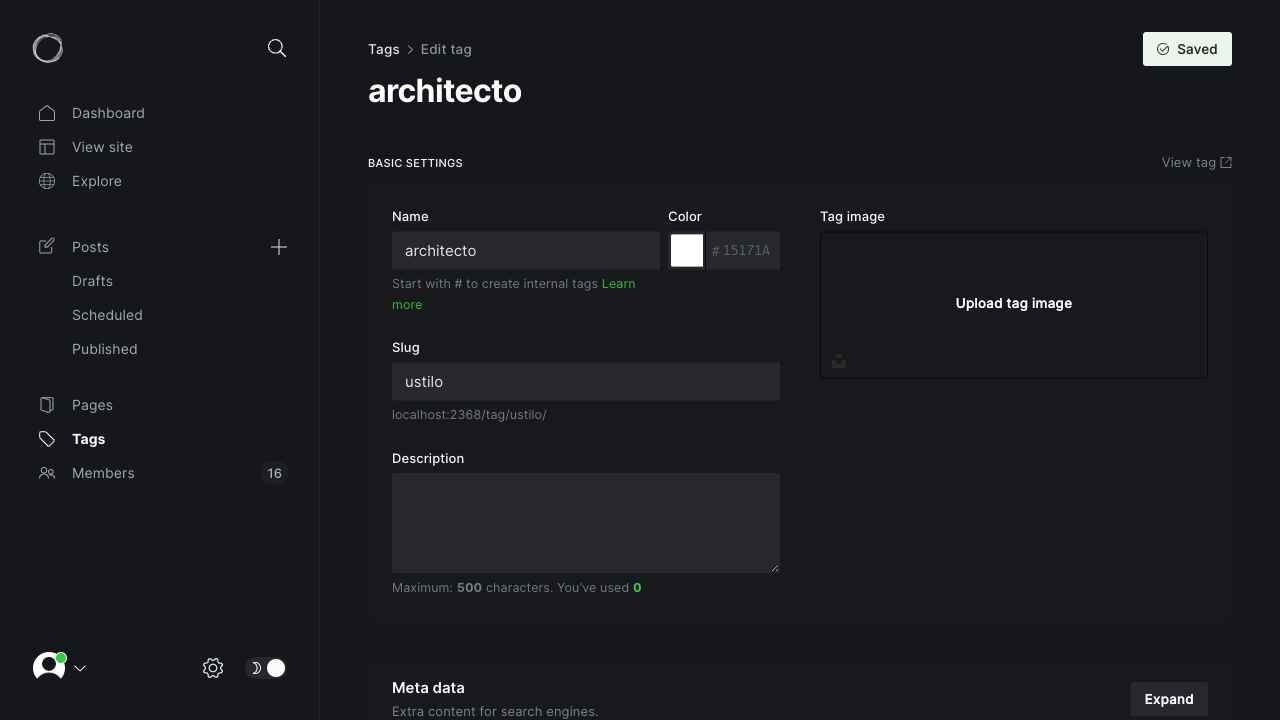 Dashboard
View site
Explore
Posts
Drafts
Scheduled
Published
Pages
Tags
Members 16
Tags > Edit tag
Saved
architecto
BASIC SETTINGS
View tag
Name
architecto
Start with # to create internal tags Learn
more
Color
# 15171A
Slug
ustilo
localhost:2368/tag/ustilo/
Description
Maximum: 500 characters. You've used 0
Tag image
Upload tag image
Meta data
Extra content for search engines.
Expand